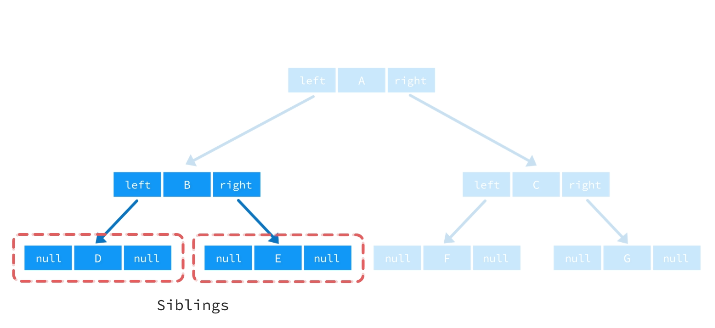 left A right
left B right
left C right
null D null
null E null
null F null
null G null
Siblings